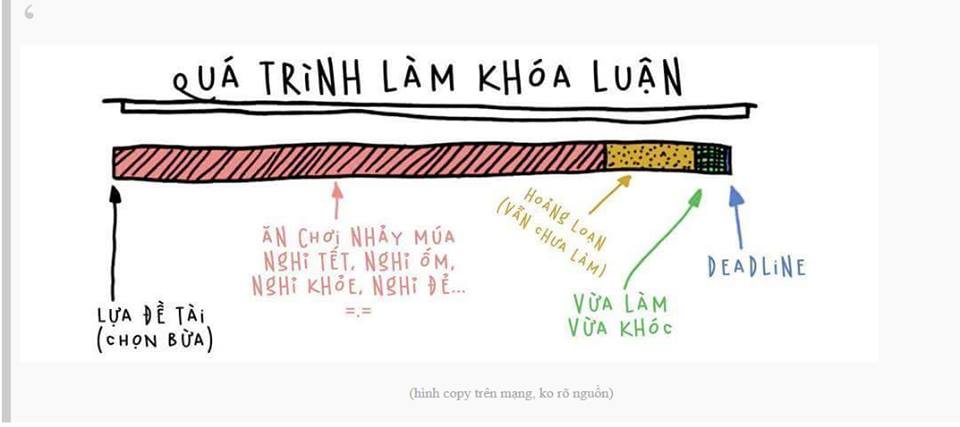 QUÁ TRÌNH LÀM KHÓA LUẬN
LỰA ĐỀ TÀI
(CHỌN BỪA)
ĂN CHƠI NHẢY MÚA
NGHỈ TẾT, NGHỈ ỐM,
NGHỈ KHỎE, NGHỈ ĐẺ...
=.=
HOẢNG LOẠN
(VẪN CHƯA LÀM)
VỪA LÀM
VỪA KHÓC
DEADLINE
(hình copy trên mạng, ko rõ nguồn)